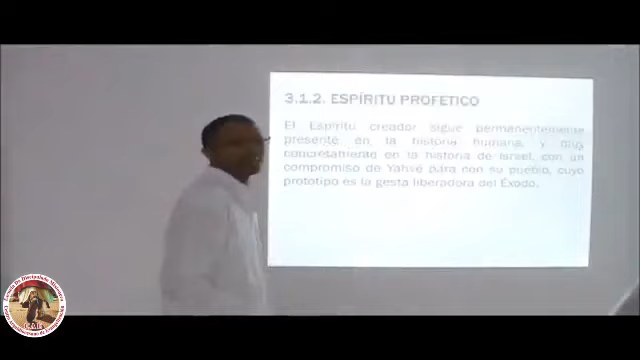 3.1.2. ESPÍRITU PROFETICO
El Espíritu creador sigue permanentemente
presente en la historia humana, y muy
concretamente en la historia de Israel, con un
compromiso de Yahvé para con su pueblo, cuyo
prototipo es la gesta liberadora del Éxodo.